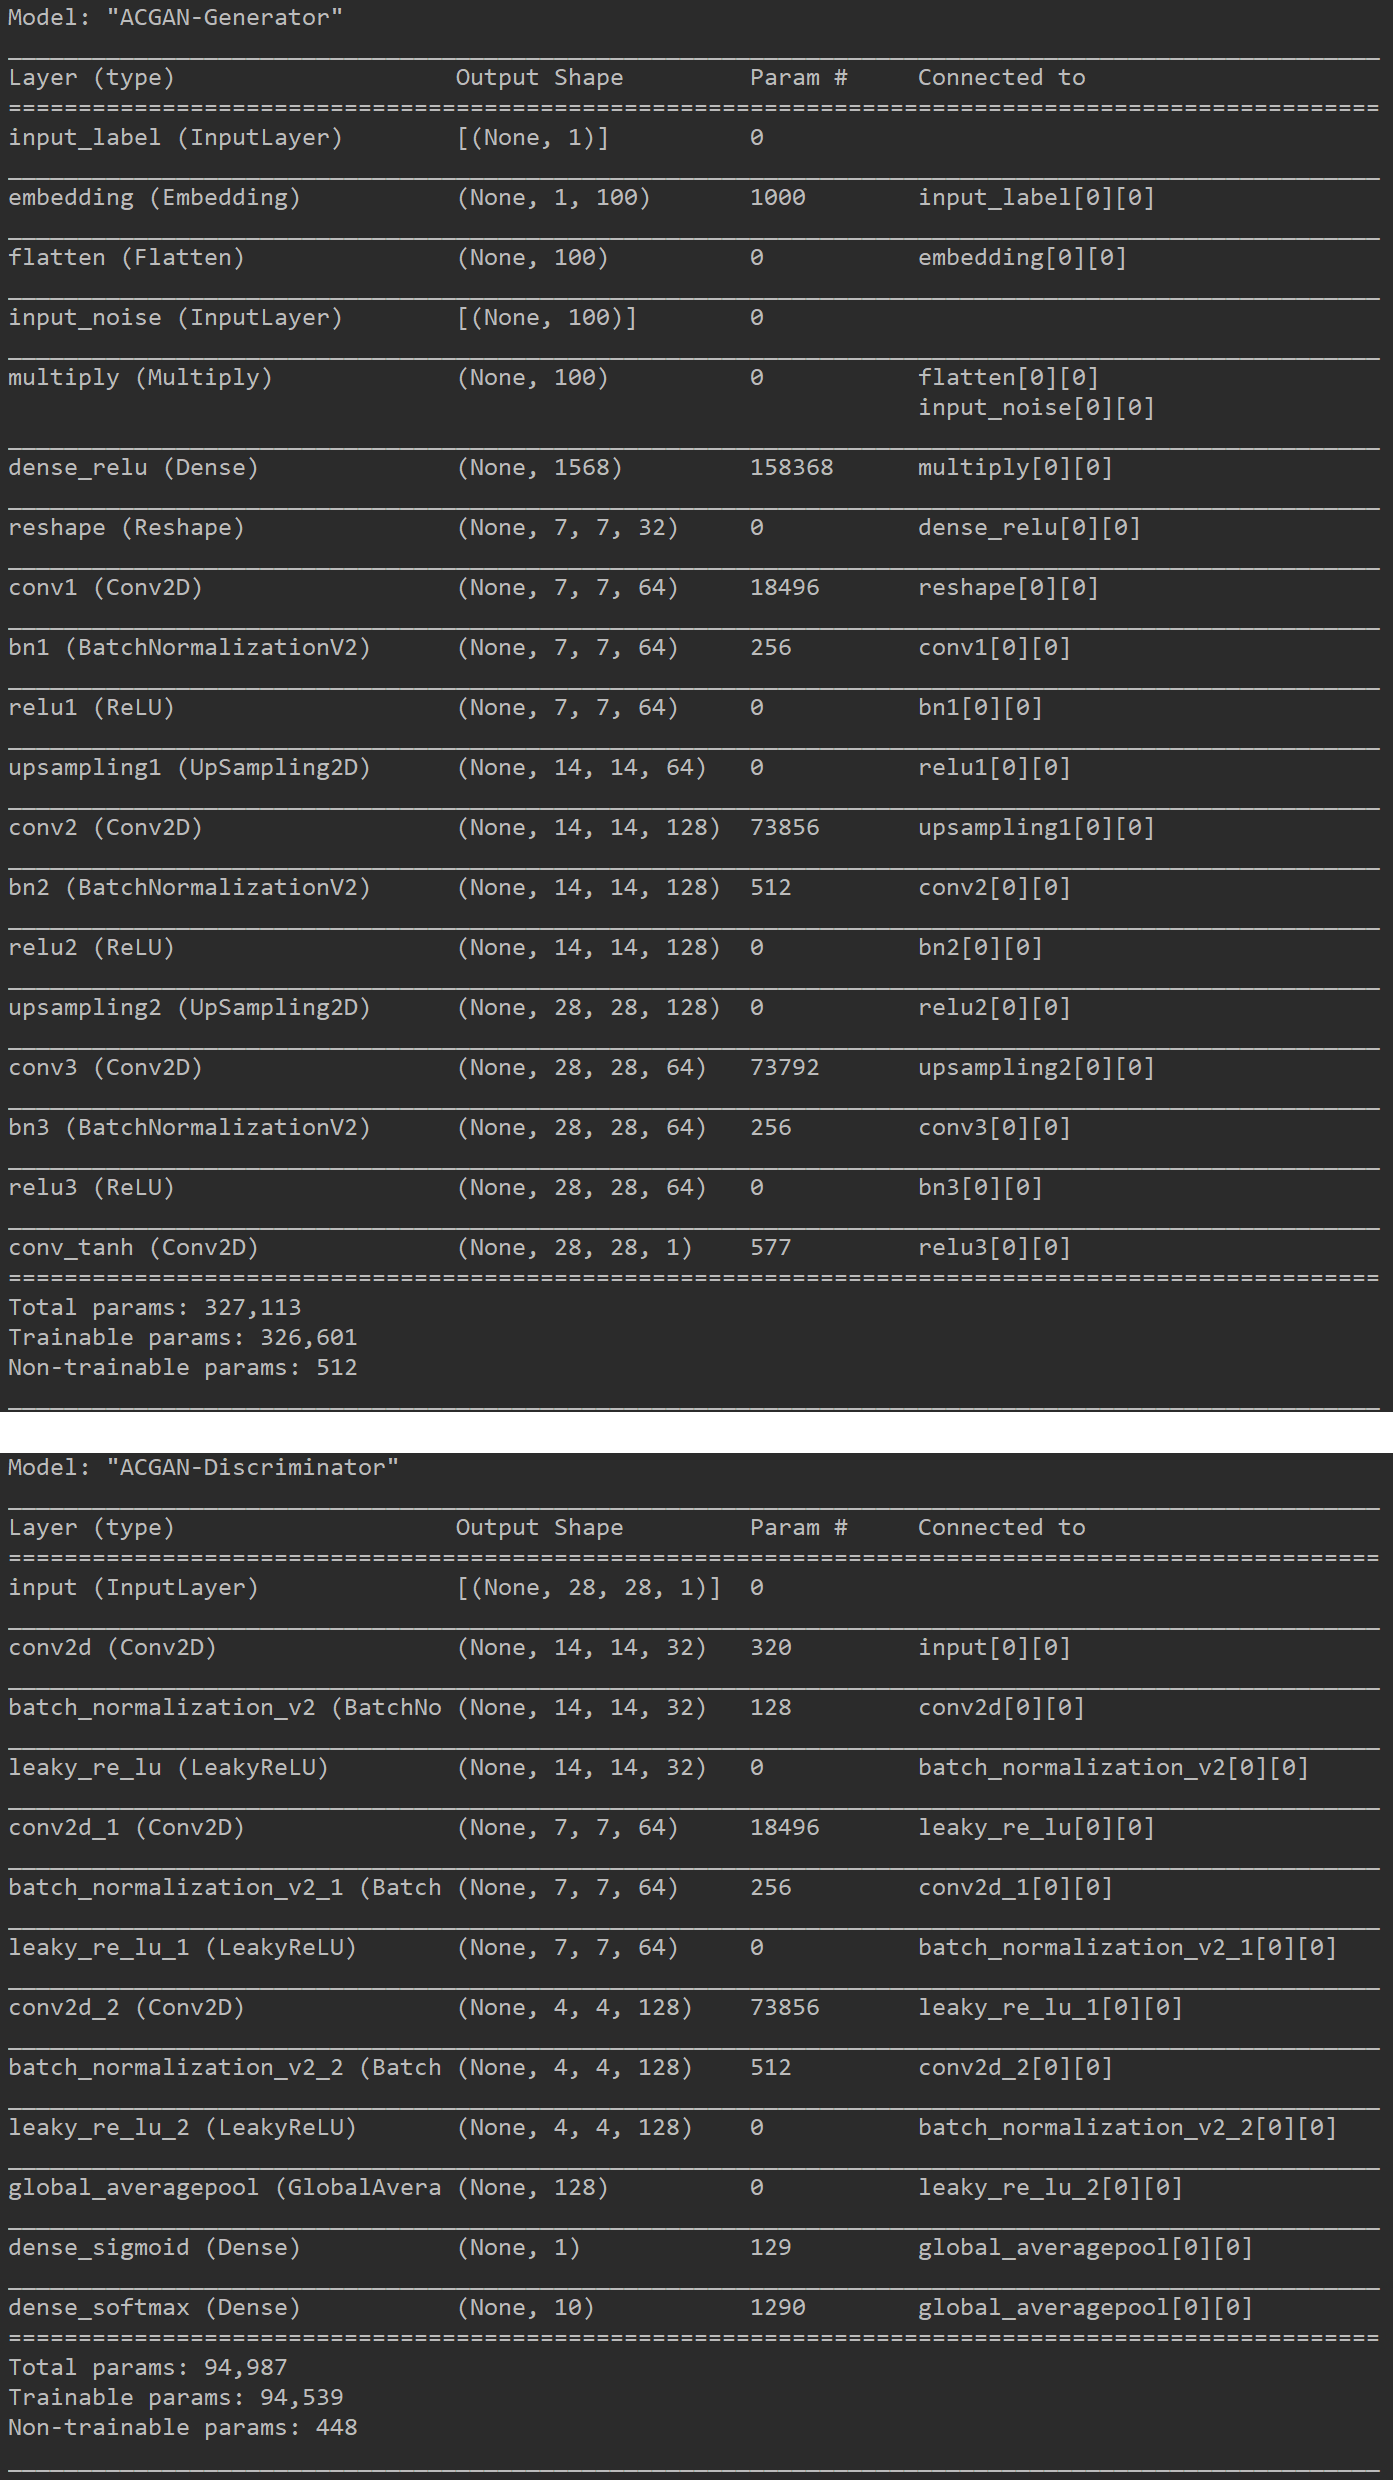 Model: "ACGAN-Generator"
Layer (type) Output Shape Param # Connected to
==================================================================================================
input_label (InputLayer) [(None, 1)] 0
embedding (Embedding) (None, 1, 100) 1000 input_label[0][0]
flatten (Flatten) (None, 100) 0 embedding[0][0]
input_noise (InputLayer) [(None, 100)] 0
multiply (Multiply) (None, 100) 0 flatten[0][0]
input_noise[0][0]
dense_relu (Dense) (None, 1568) 158368 multiply[0][0]
reshape (Reshape) (None, 7, 7, 32) 0 dense_relu[0][0]
conv1 (Conv2D) (None, 7, 7, 64) 18496 reshape[0][0]
bn1 (BatchNormalizationV2) (None, 7, 7, 64) 256 conv1[0][0]
relu1 (ReLU) (None, 7, 7, 64) 0 bn1[0][0]
upsampling1 (UpSampling2D) (None, 14, 14, 64) 0 relu1[0][0]
conv2 (Conv2D) (None, 14, 14, 128) 73856 upsampling1[0][0]
bn2 (BatchNormalizationV2) (None, 14, 14, 128) 512 conv2[0][0]
relu2 (ReLU) (None, 14, 14, 128) 0 bn2[0][0]
upsampling2 (UpSampling2D) (None, 28, 28, 128) 0 relu2[0][0]
conv3 (Conv2D) (None, 28, 28, 64) 73792 upsampling2[0][0]
bn3 (BatchNormalizationV2) (None, 28, 28, 64) 256 conv3[0][0]
relu3 (ReLU) (None, 28, 28, 64) 0 bn3[0][0]
conv_tanh (Conv2D) (None, 28, 28, 1) 577 relu3[0][0]
==================================================================================================
Total params: 327,113
Trainable params: 326,601
Non-trainable params: 512
Model: "ACGAN-Discriminator"
Layer (type) Output Shape Param # Connected to
==================================================================================================
input (InputLayer) [(None, 28, 28, 1)] 0
conv2d (Conv2D) (None, 14, 14, 32) 320 input[0][0]
batch_normalization_v2 (BatchNo (None, 14, 14, 32) 128 conv2d[0][0]
leaky_re_lu (LeakyReLU) (None, 14, 14, 32) 0 batch_normalization_v2[0][0]
conv2d_1 (Conv2D) (None, 7, 7, 64) 18496 leaky_re_lu[0][0]
batch_normalization_v2_1 (Batch (None, 7, 7, 64) 256 conv2d_1[0][0]
leaky_re_lu_1 (LeakyReLU) (None, 7, 7, 64) 0 batch_normalization_v2_1[0][0]
conv2d_2 (Conv2D) (None, 4, 4, 128) 73856 leaky_re_lu_1[0][0]
batch_normalization_v2_2 (Batch (None, 4, 4, 128) 512 conv2d_2[0][0]
leaky_re_lu_2 (LeakyReLU) (None, 4, 4, 128) 0 batch_normalization_v2_2[0][0]
global_averagepool (GlobalAvera (None, 128) 0 leaky_re_lu_2[0][0]
dense_sigmoid (Dense) (None, 1) 129 global_averagepool[0][0]
dense_softmax (Dense) (None, 10) 1290 global_averagepool[0][0]
==================================================================================================
Total params: 94,987
Trainable params: 94,539
Non-trainable params: 448